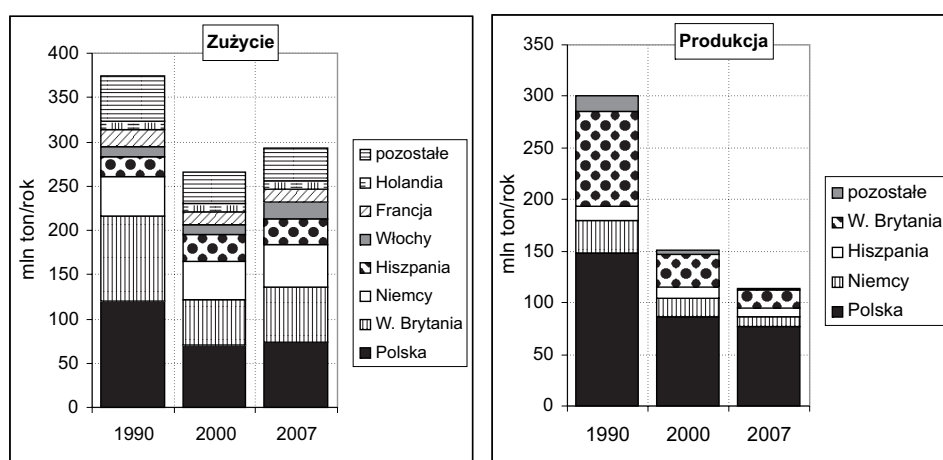 Zużycie
mln ton/rok
400
350
300
250
200
150
100
50
0
1990 2000 2007
pozostałe
Holandia
Francja
Włochy
Hiszpania
Niemcy
W. Brytania
Polska
Produkcja
mln ton/rok
350
300
250
200
150
100
50
0
1990 2000 2007
pozostałe
W. Brytania
Hiszpania
Niemcy
Polska